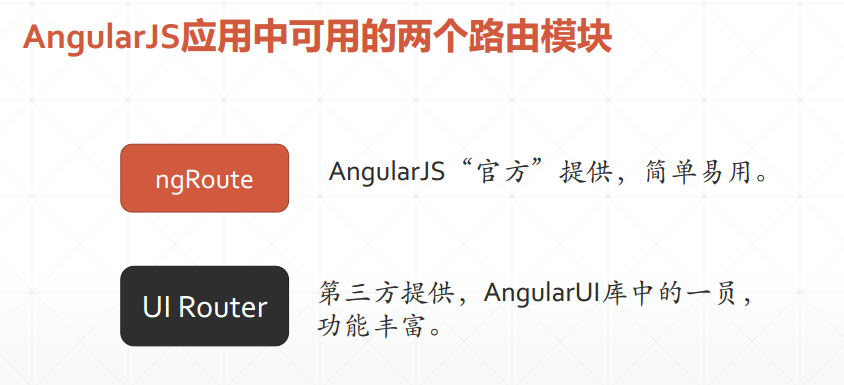 AngularJS应用中可用的两个路由模块
ngRoute
AngularJS“官方”提供，简单易用。
UI Router
第三方提供，AngularUI库中的一员，
功能丰富。